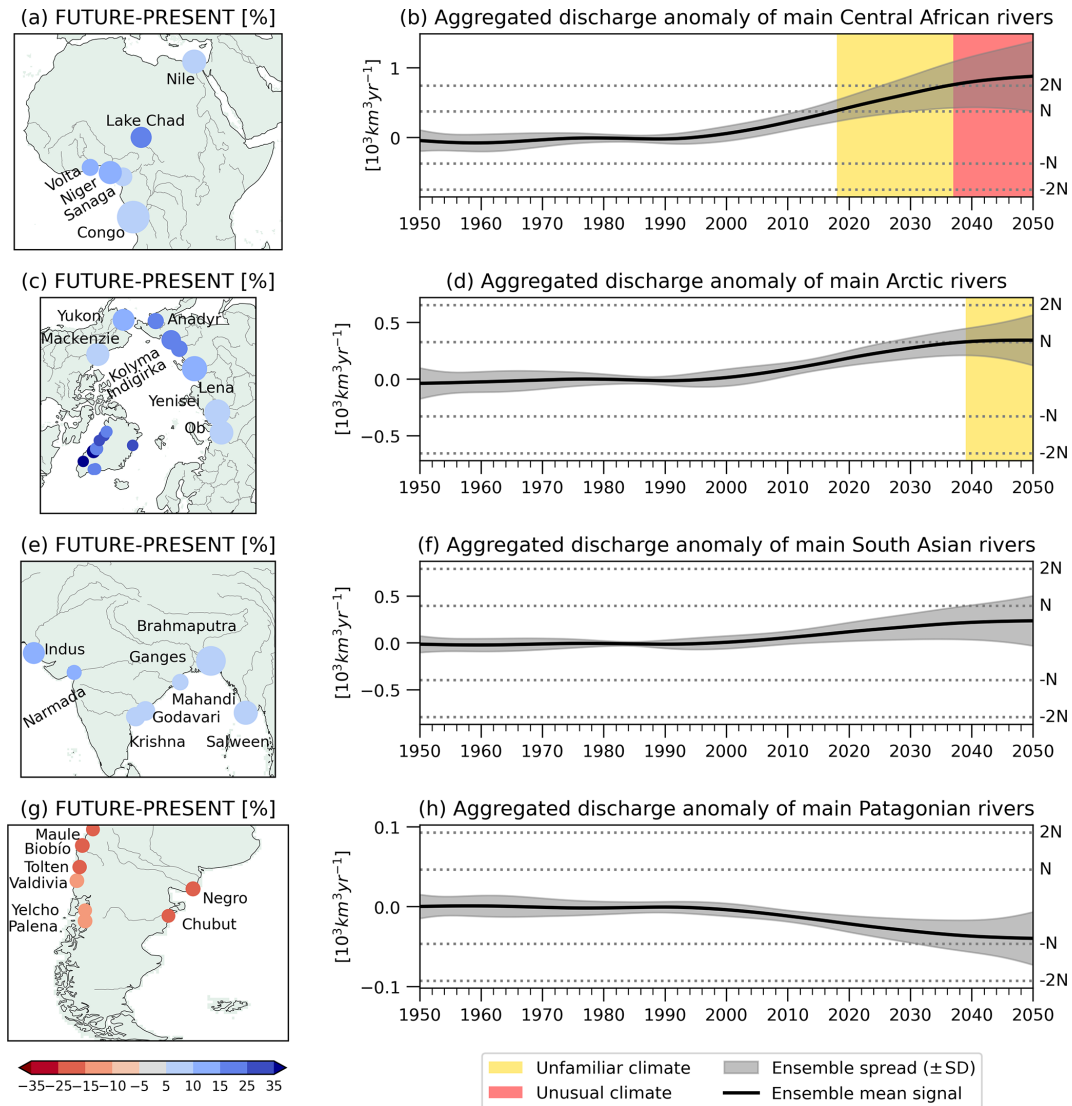 (a) FUTURE-PRESENT [%]
Nile
Lake Chad
Volta
Niger
Sanaga
Congo
(b) Aggregated discharge anomaly of main Central African rivers
[10³km³yr⁻¹]
1
0
2N
N
-N
-2N
1950 1960 1970 1980 1990 2000 2010 2020 2030 2040 2050
(c) FUTURE-PRESENT [%]
Yukon
Anadyr
Mackenzie
Kolyma
Indigirka
Lena
Yenisei
Ob
(d) Aggregated discharge anomaly of main Arctic rivers
[10³km³yr⁻¹]
0.5
0.0
−0.5
2N
N
-N
-2N
1950 1960 1970 1980 1990 2000 2010 2020 2030 2040 2050
(e) FUTURE-PRESENT [%]
Brahmaputra
Indus
Ganges
Narmada
Mahandi
Godavari
Krishna
Salween
(f) Aggregated discharge anomaly of main South Asian rivers
[10³km³yr⁻¹]
0.5
0.0
−0.5
2N
N
-N
-2N
1950 1960 1970 1980 1990 2000 2010 2020 2030 2040 2050
(g) FUTURE-PRESENT [%]
Maule
Biobío
Tolten
Valdivia
Negro
Yelcho
Palena
Chubut
(h) Aggregated discharge anomaly of main Patagonian rivers
[10³km³yr⁻¹]
0.1
0.0
−0.1
2N
N
-N
-2N
1950 1960 1970 1980 1990 2000 2010 2020 2030 2040 2050
−35 −25 −15 −10 −5 5 10 15 25 35
Unfamiliar climate
Unusual climate
Ensemble spread (±SD)
Ensemble mean signal